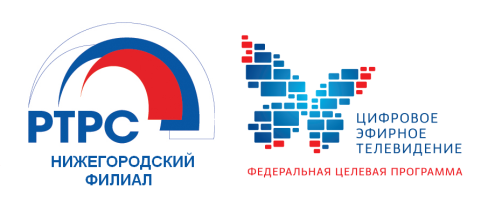 РТРС
НИЖЕГОРОДСКИЙ
ФИЛИАЛ
ЦИФРОВОЕ
ЭФИРНОЕ
ТЕЛЕВИДЕНИЕ
ФЕДЕРАЛЬНАЯ ЦЕЛЕВАЯ ПРОГРАММА